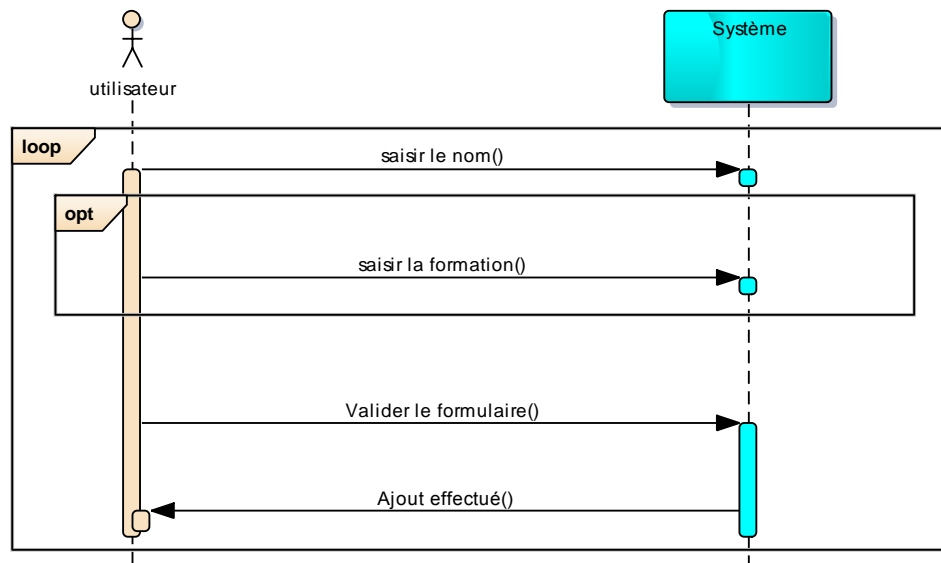 Système
utilisateur
loop
saisir le nom()
opt
saisir la formation()
Valider le formulaire()
Ajout effectué()